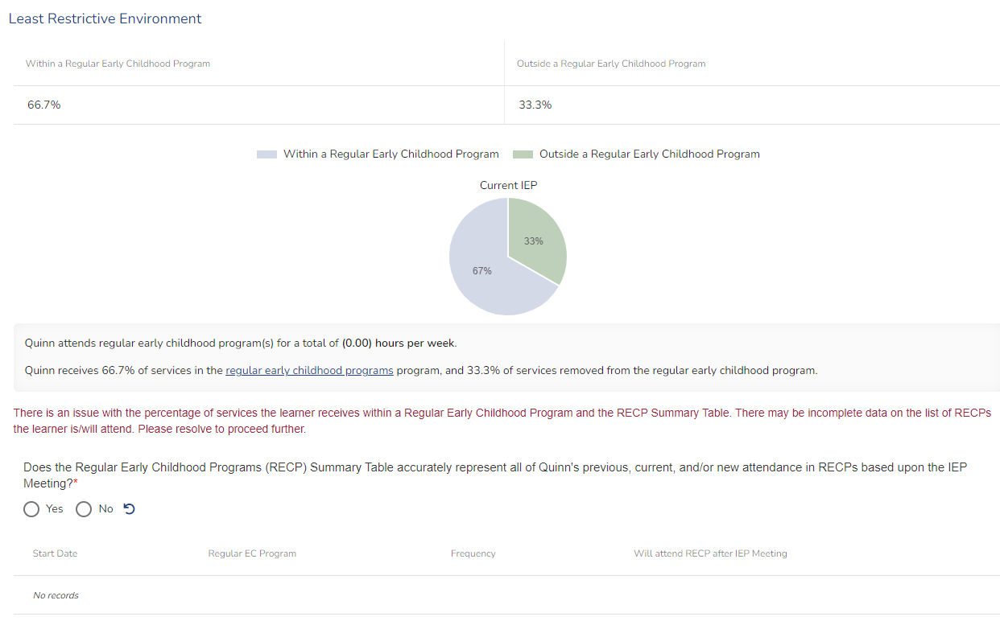 Least Restrictive Environment
Within a Regular Early Childhood Program
Outside a Regular Early Childhood Program
66.7%
33.3%
Within a Regular Early Childhood Program
Outside a Regular Early Childhood Program
Current IEP
33%
67%
Quinn attends regular early childhood program(s) for a total of (0.00) hours per week.
Quinn receives 66.7% of services in the regular early childhood programs program, and 33.3% of services removed from the regular early childhood program.
There is an issue with the percentage of services the learner receives within a Regular Early Childhood Program and the RECP Summary Table. There may be incomplete data on the list of RECPs
the learner is/will attend. Please resolve to proceed further.
Does the Regular Early Childhood Programs (RECP) Summary Table accurately represent all of Quinn's previous, current, and/or new attendance in RECPs based upon the IEP
Meeting?*
Yes
No
Start Date
Regular EC Program
Frequency
Will attend RECP after IEP Meeting
No records